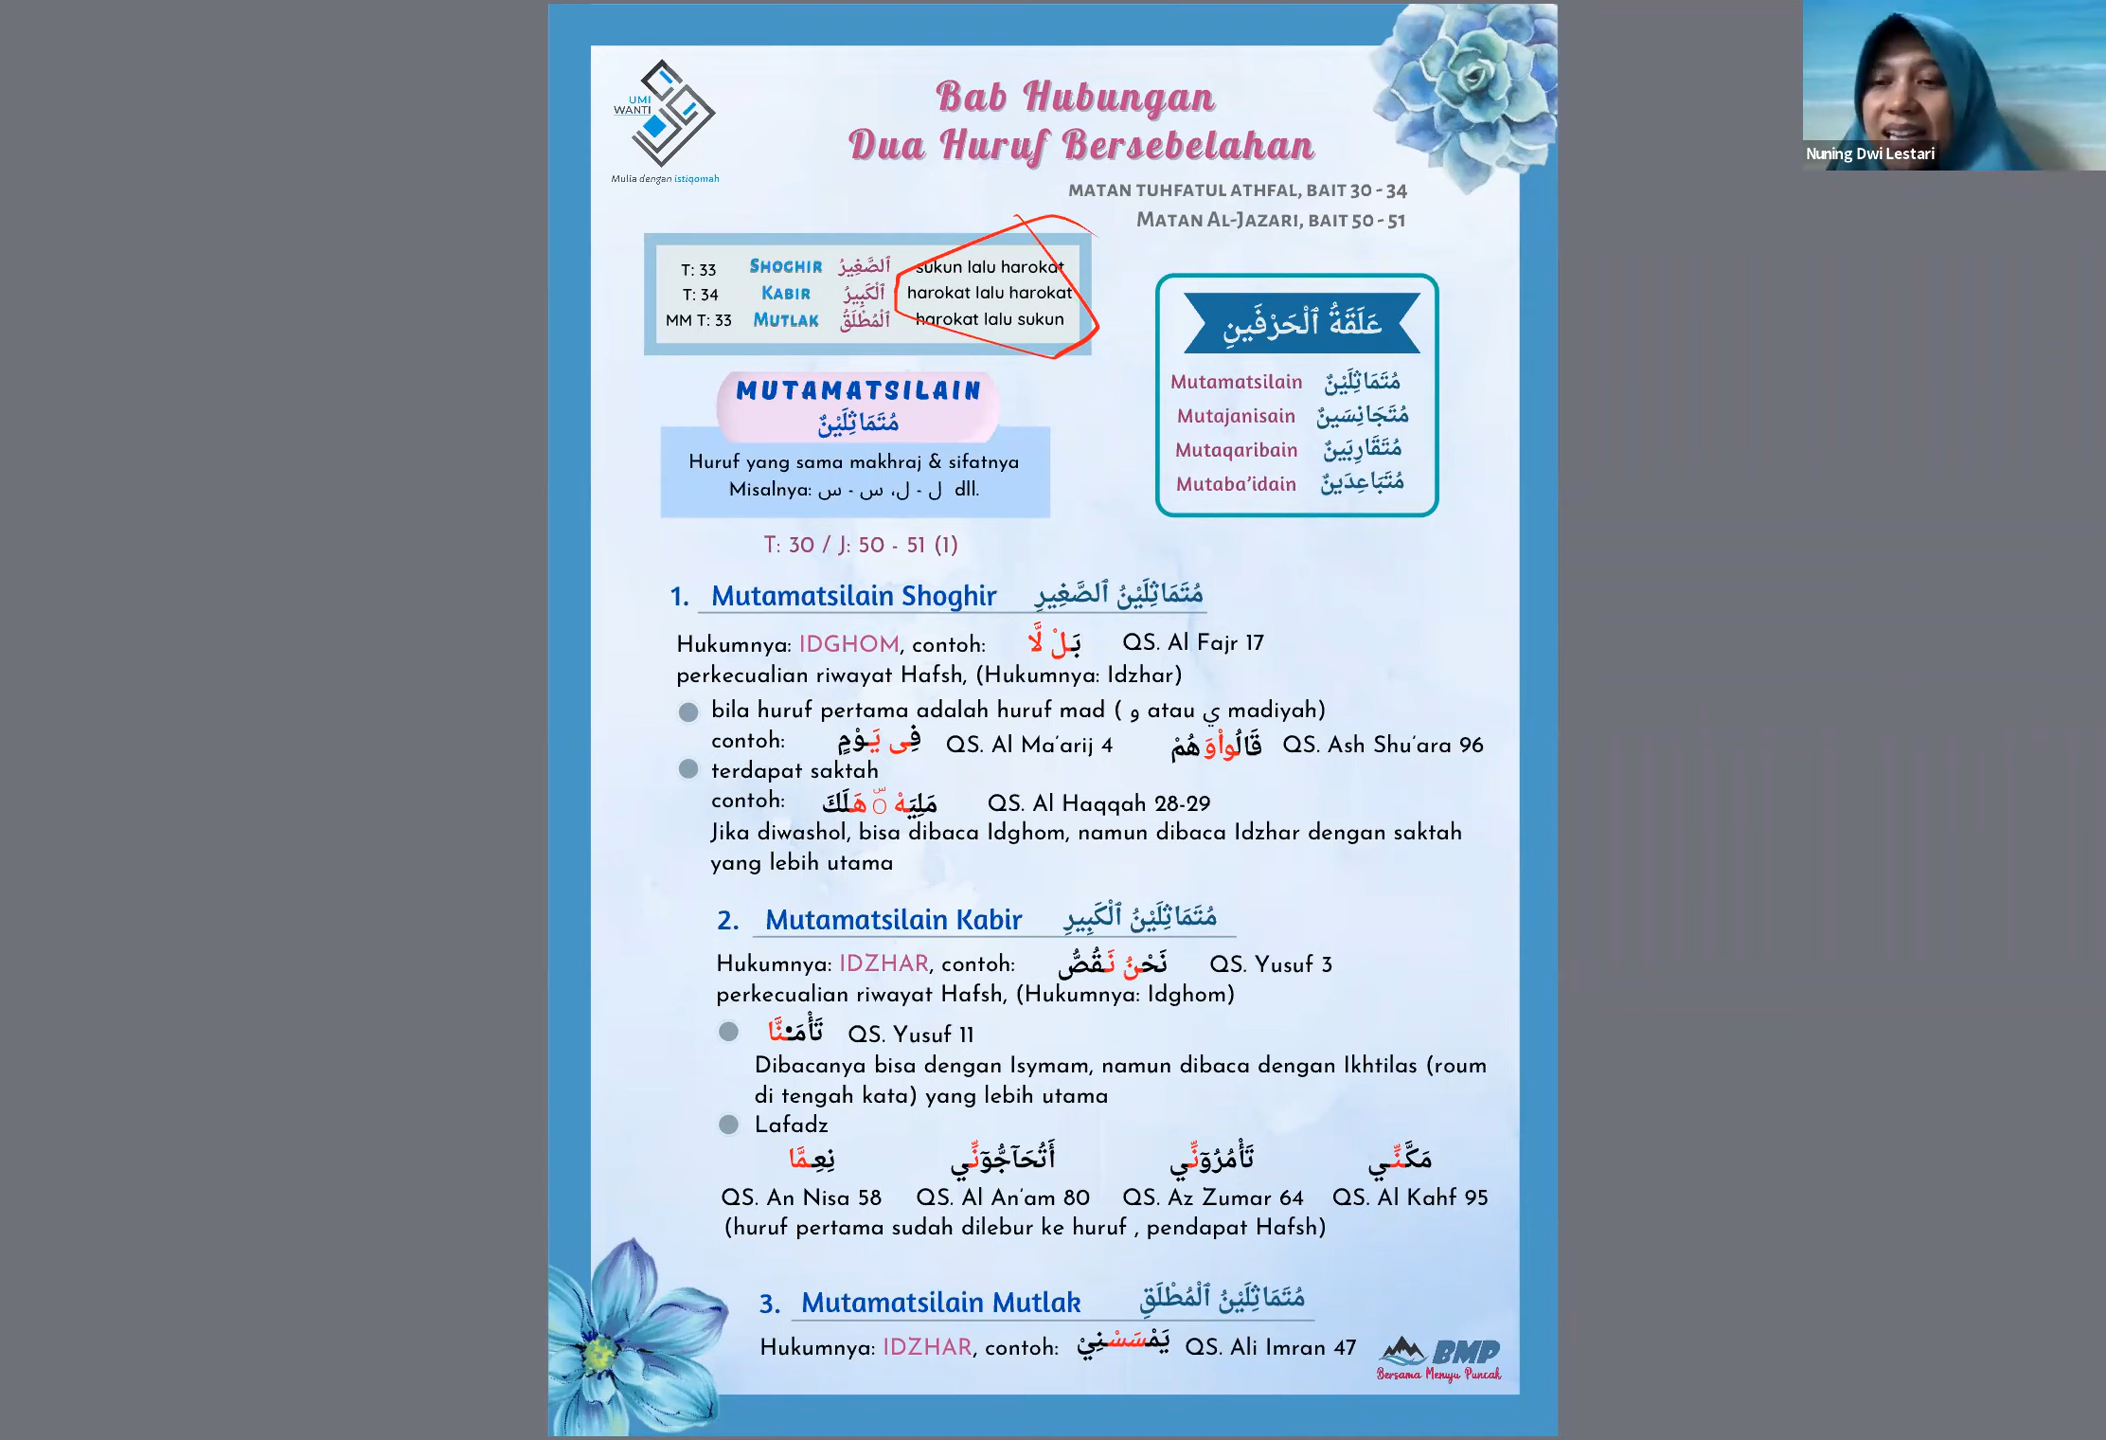 UMI
WANTI
Mulia dengan istiqomah
Bab Hubungan
Dua Huruf Bersebelahan
MATAN TUHFATUL ATHFAL, BAIT 30 - 34
MATAN AL-JAZARI, BAIT 50 - 51
T: 33 SHOGHIR ٱلصَّغِيرُ sukun lalu harokat
T: 34 KABIR ٱلْكَبِيرُ harokat lalu harokat
MM T: 33 MUTLAK ٱلْمُطْلَقُ harokat lalu sukun
عَلَقَةُ ٱلْحَرْفَينِ
Mutamatsilain مُتَمَاثِلَيْنٌ
Mutajanisain مُتَجَانِسَينٌ
Mutaqaribain مُتَقَارِبَينٌ
Mutaba'idain مُتَبَاعِدَينٌ
MUTAMATSILAIN
مُتَمَاثِلَيْنٌ
Huruf yang sama makhraj & sifatnya
Misalnya: ل - ل، س - س dll.
T: 30 / J: 50 - 51 (1)
1. Mutamatsilain Shoghir مُتَمَاثِلَيْنُ ٱلصَّغِيرِ
Hukumnya: IDGHOM, contoh: بَلْ لَّا QS. Al Fajr 17
perkecualian riwayat Hafsh, (Hukumnya: Idzhar)
bila huruf pertama adalah huruf mad ( و atau ي madiyah)
contoh: فِى يَوْمٍ QS. Al Ma'arij 4 قَالُواْوَهُمْ QS. Ash Shu'ara 96
terdapat saktah
contoh: مَلِيَهْ ۜ هَلَكَ QS. Al Haqqah 28-29
Jika diwashol, bisa dibaca Idghom, namun dibaca Idzhar dengan saktah
yang lebih utama
2. Mutamatsilain Kabir مُتَمَاثِلَيْنُ ٱلْكَبِيرِ
Hukumnya: IDZHAR, contoh: نَحْنُ نَقُصُّ QS. Yusuf 3
perkecualian riwayat Hafsh, (Hukumnya: Idghom)
تَأْمَ۫نَّا QS. Yusuf 11
Dibacanya bisa dengan Isymam, namun dibaca dengan Ikhtilas (roum
di tengah kata) yang lebih utama
Lafadz
نِعِمَّا أَتُحَآجُّوٓنِّي تَأْمُرُوٓنِّي مَكَّنِّي
QS. An Nisa 58 QS. Al An'am 80 QS. Az Zumar 64 QS. Al Kahf 95
(huruf pertama sudah dilebur ke huruf , pendapat Hafsh)
3. Mutamatsilain Mutlak مُتَمَاثِلَيْنُ ٱلْمُطْلَقِ
Hukumnya: IDZHAR, contoh: يَمْسَسْنِيْ QS. Ali Imran 47
BMP
Bersama Menuju Puncak
Nuning Dwi Lestari